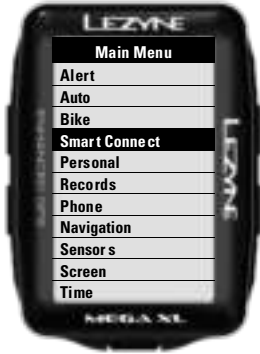 LEZYNE
Main Menu
Alert
Auto
Bike
Smart Connect
Personal
Records
Phone
Navigation
Sensors
Screen
Time
LEZYNE
MEGA XL